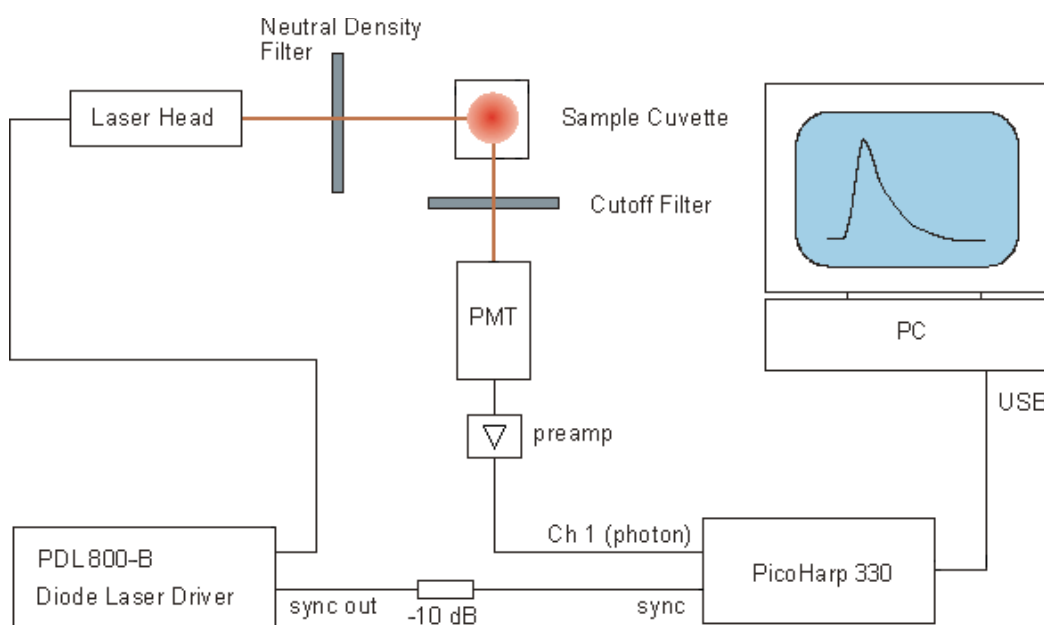 Neutral Density
Filter
Laser Head
Sample Cuvette
Cutoff Filter
PMT
PC
USB
preamp
Ch 1 (photon)
PDL 800-B
Diode Laser Driver
sync out
-10 dB
sync
PicoHarp 330